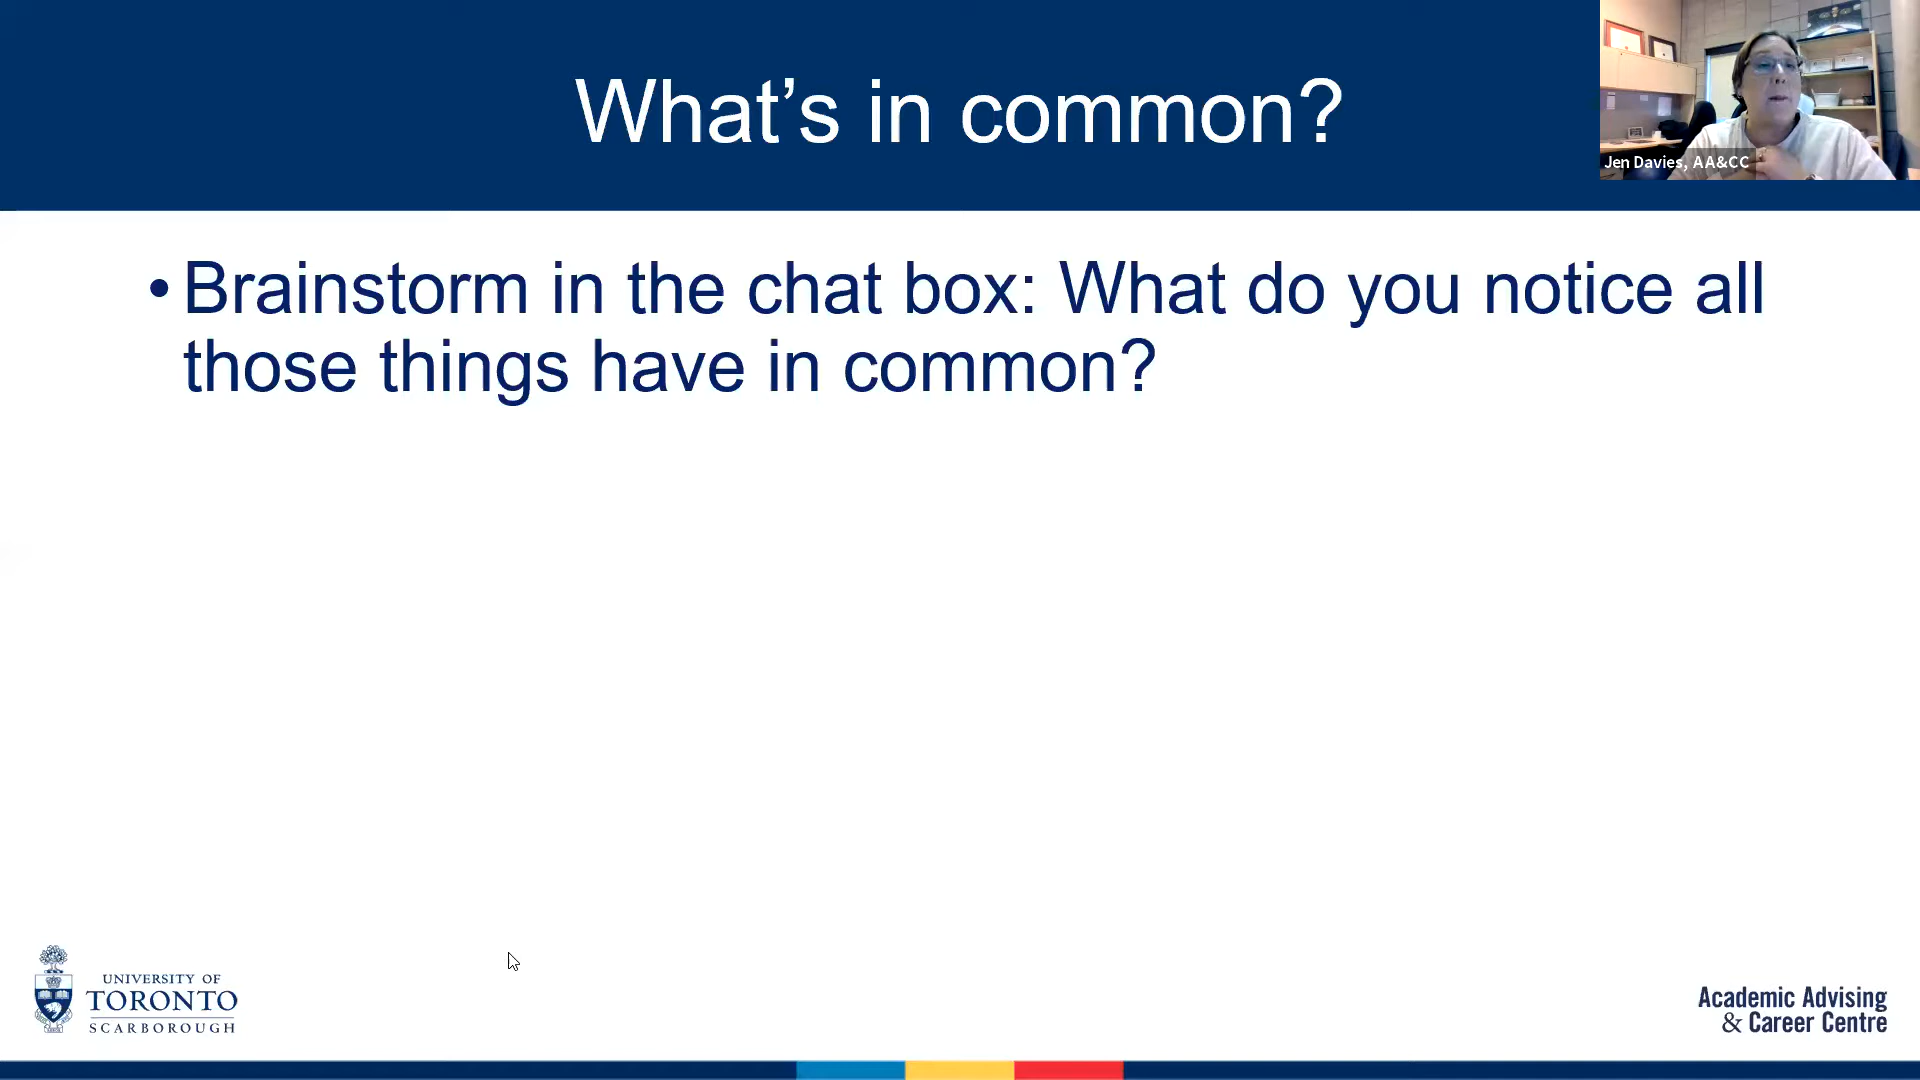 What's in common?
Jen Davies, AA&CC
• Brainstorm in the chat box: What do you notice all
those things have in common?
UNIVERSITY OF
TORONTO
SCARBOROUGH
Academic Advising
& Career Centre